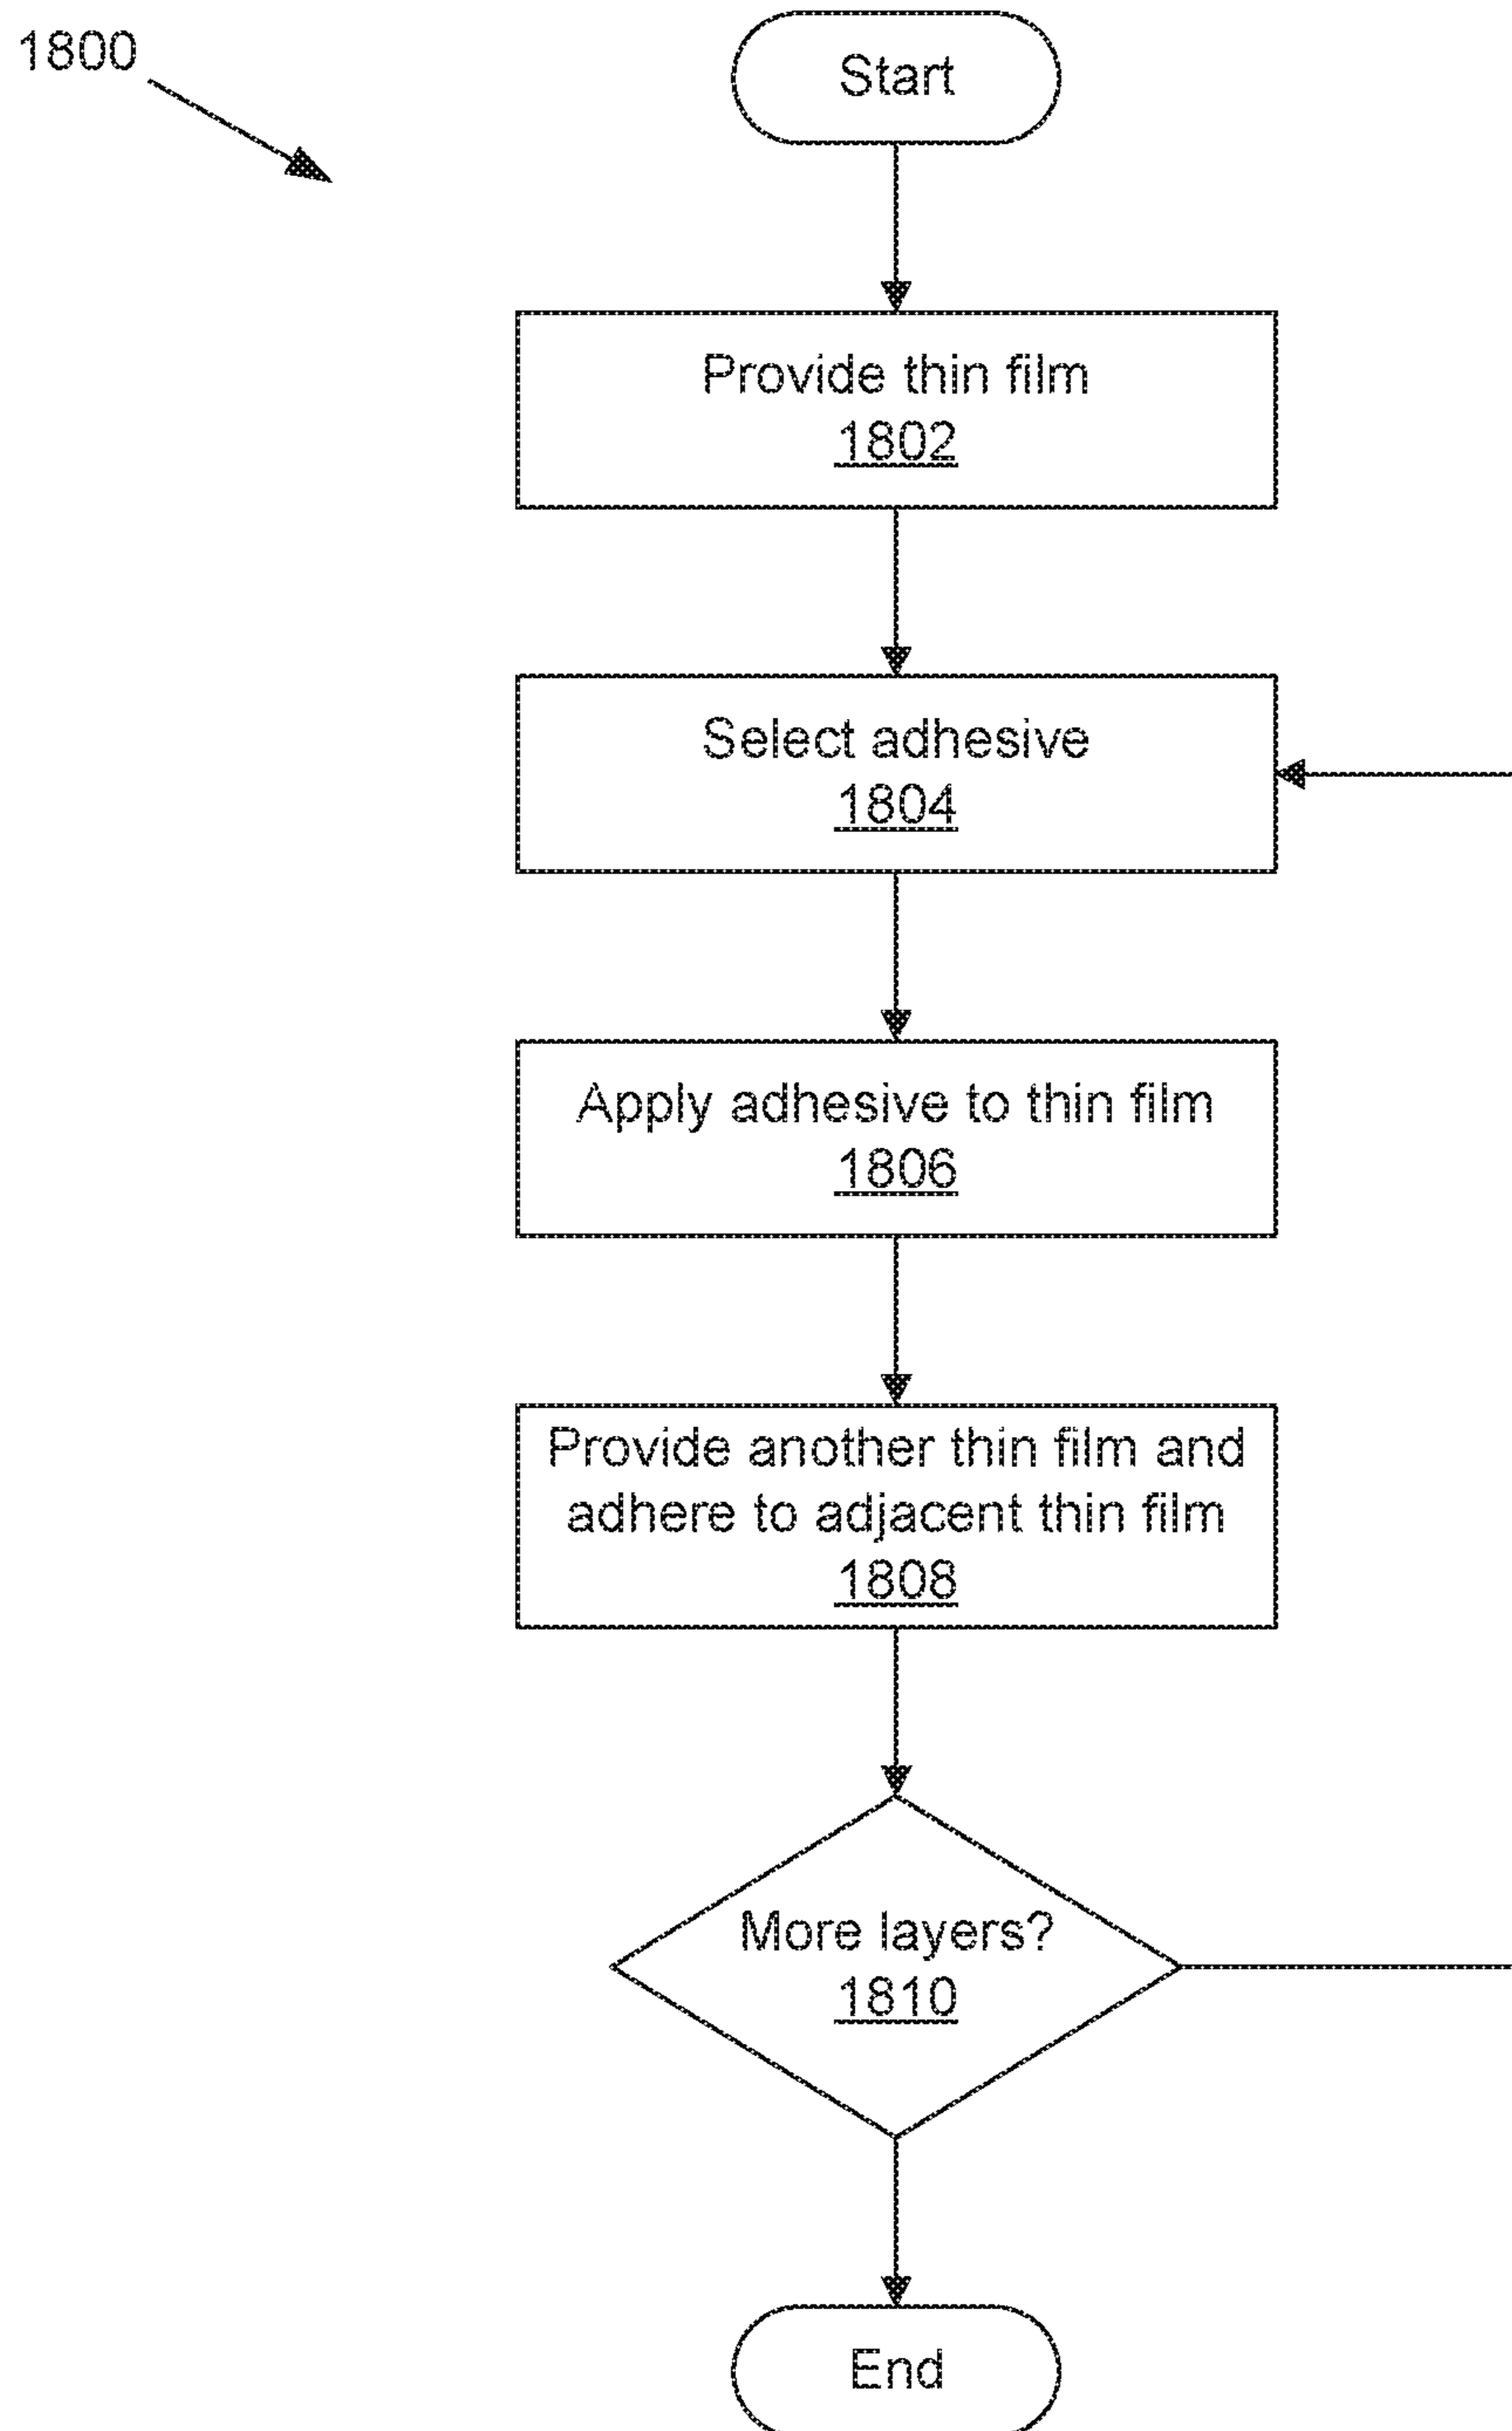 1800
Start
Provide thin film
1802
Select adhesive
1804
Apply adhesive to thin film
1806
Provide another thin film and
adhere to adjacent thin film
1808
More layers?
1810
End